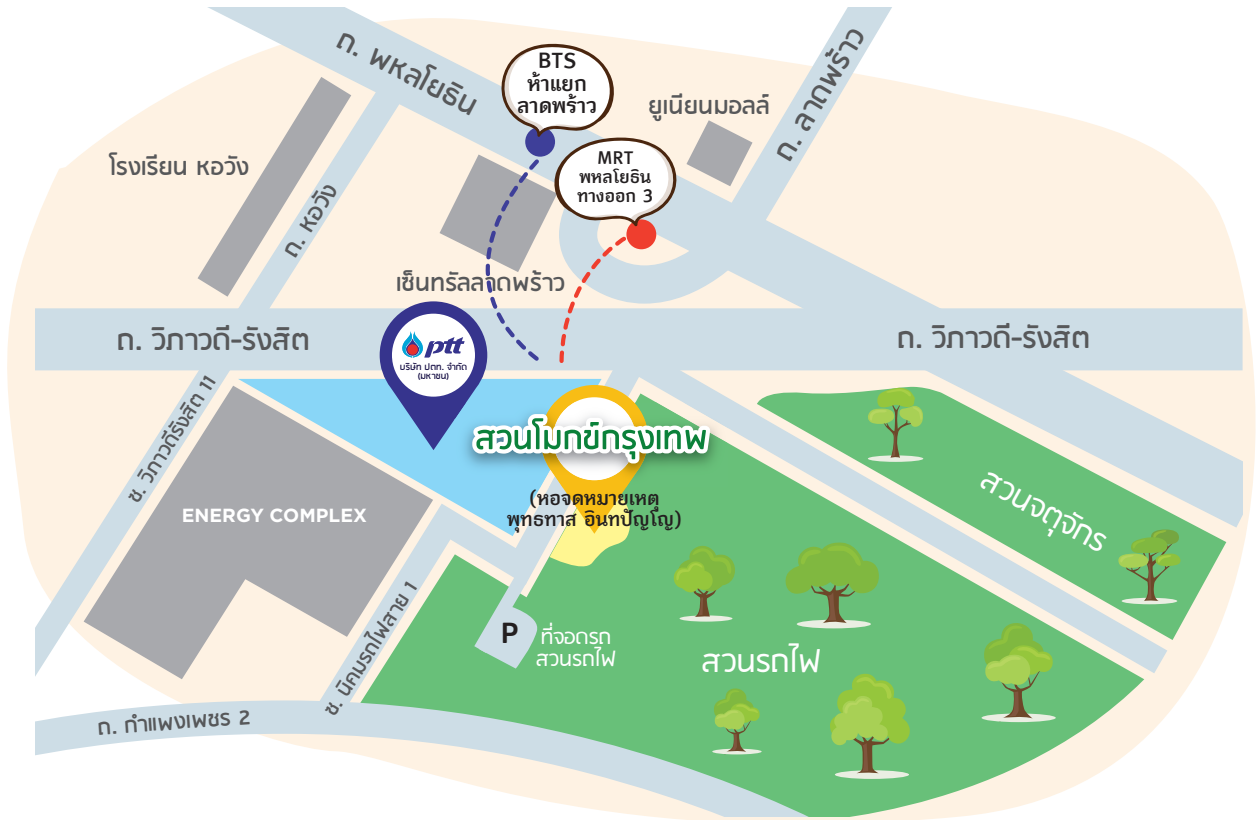 ถ. พหลโยธิน
BTS
ห้าแยก
ลาดพร้าว
ยูเนียนมอลล์
ถ. ลาดพร้าว
โรงเรียน หอวัง
MRT
พหลโยธิน
ทางออก 3
ถ. หอวัง
เซ็นทรัลลาดพร้าว
ถ. วิภาวดี-รังสิต
ptt
บริษัท ปตท. จำกัด
(มหาชน)
ถ. วิภาวดี-รังสิต
ซ. วิภาวดีรังสิต 11
สวนโมกข์กรุงเทพ
(หอจดหมายเหตุ
พุทธทาส อินทปัญโญ)
ENERGY COMPLEX
สวนจตุจักร
ซ. นิคมรถไฟสาย 1
P
ที่จอดรถ
สวนรถไฟ
สวนรถไฟ
ถ. กำแพงเพชร 2